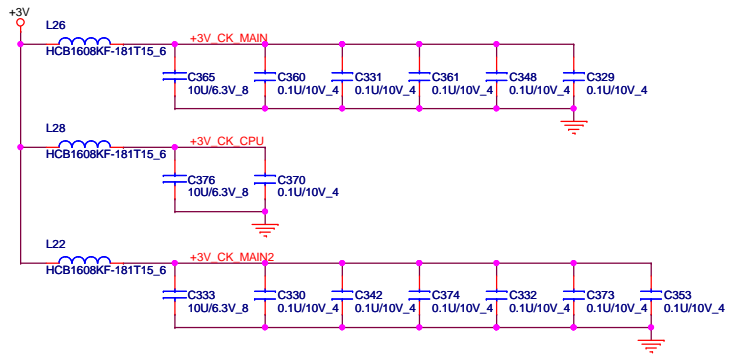 +3V
L26
+3V_CK_MAIN
HCB1608KF-181T15_6
C365 C360 C331 C361 C348 C329
10U/6.3V_8 0.1U/10V_4 0.1U/10V_4 0.1U/10V_4 0.1U/10V_4 0.1U/10V_4
L28
+3V_CK_CPU
HCB1608KF-181T15_6
C376 C370
10U/6.3V_8 0.1U/10V_4
L22
+3V_CK_MAIN2
HCB1608KF-181T15_6
C333 C330 C342 C374 C332 C373 C353
10U/6.3V_8 0.1U/10V_4 0.1U/10V_4 0.1U/10V_4 0.1U/10V_4 0.1U/10V_4 0.1U/10V_4